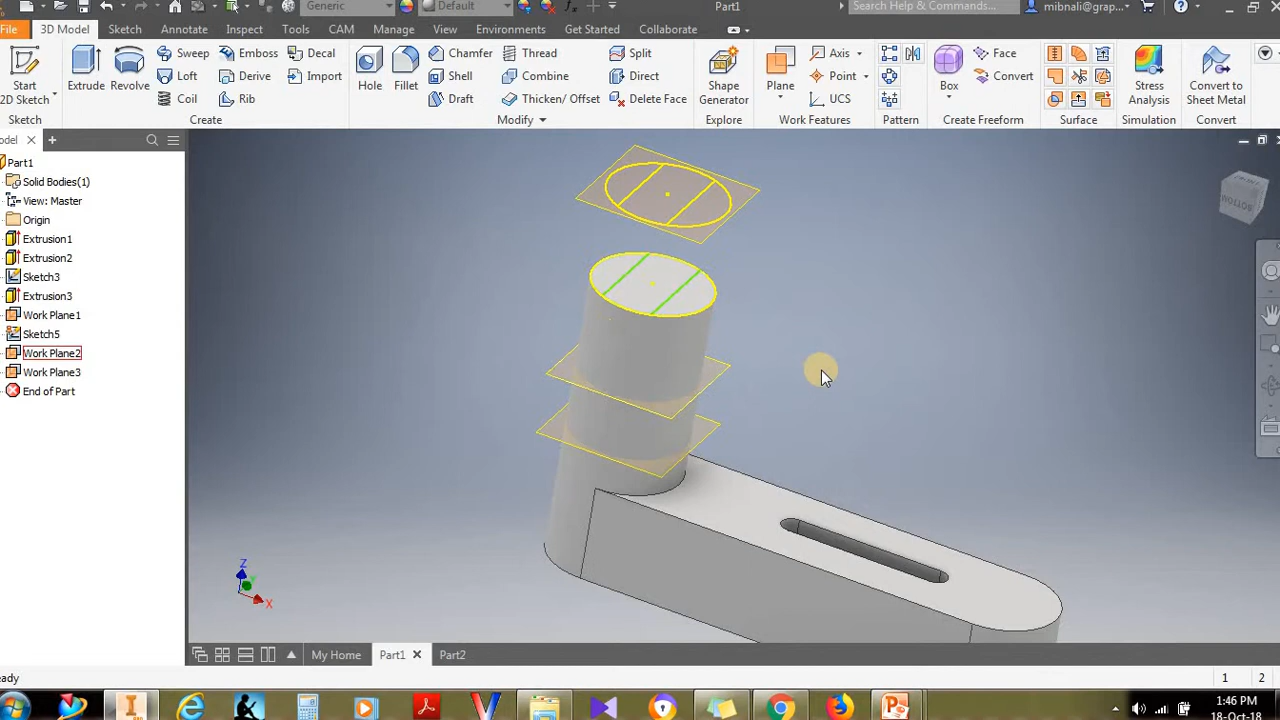 Generic Default Part1 Search Help & Commands... mibnali@grap...
File 3D Model Sketch Annotate Inspect Tools CAM Manage View Environments Get Started Collaborate
Start
2D Sketch
Extrude
Revolve
Sweep
Loft
Coil
Emboss
Derive
Rib
Decal
Import
Hole
Fillet
Chamfer
Shell
Draft
Thread
Combine
Thicken/ Offset
Split
Direct
Delete Face
Shape
Generator
Plane
Axis
Point
UCS
Box
Face
Convert
Stress
Analysis
Convert to
Sheet Metal
Sketch Create Modify Explore Work Features Pattern Create Freeform Surface Simulation Convert
odel
Part1
Solid Bodies(1)
View: Master
Origin
Extrusion1
Extrusion2
Sketch3
Extrusion3
Work Plane1
Sketch5
Work Plane2
Work Plane3
End of Part
BOTTOM
Z
Y
X
My Home Part1 Part2
eady 1 2
1:46 PM
18-Oct-18